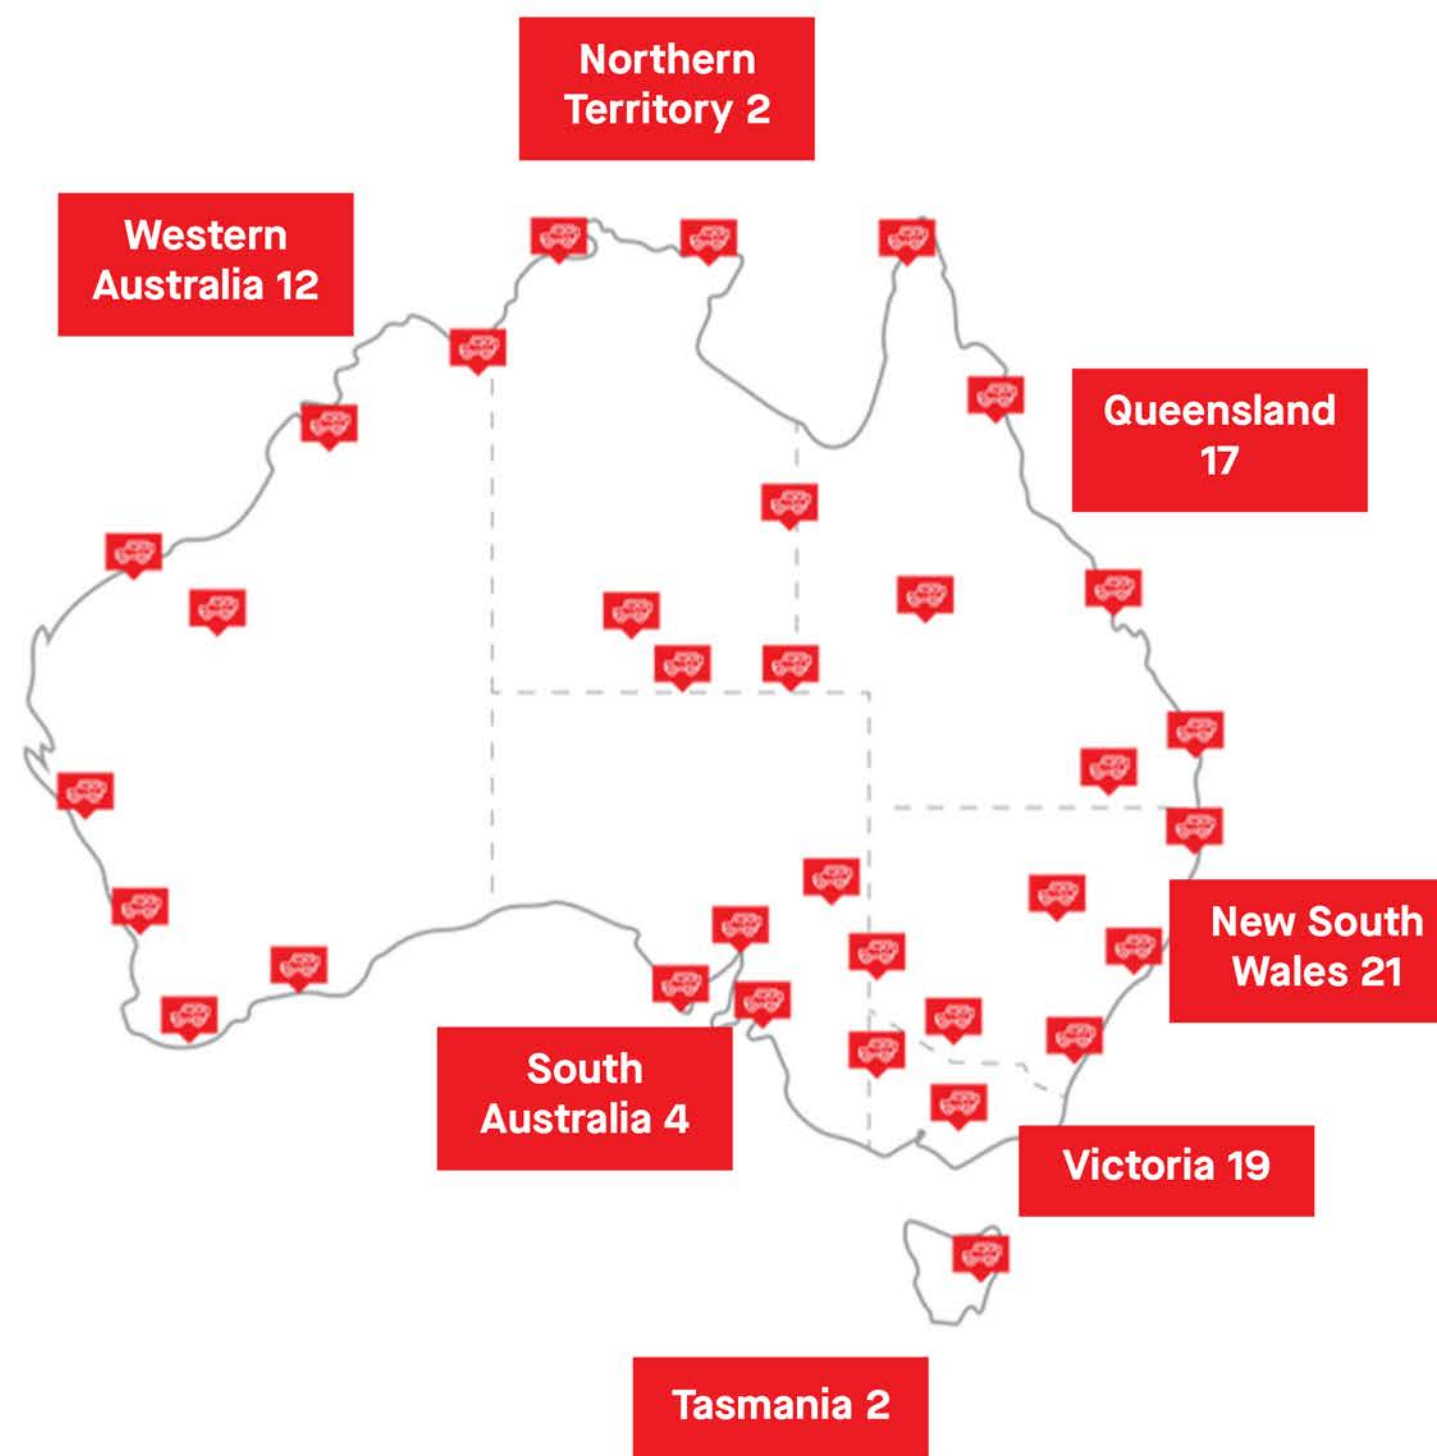 Northern
Territory 2
Western
Australia 12
Queensland
17
New South
Wales 21
South
Australia 4
Victoria 19
Tasmania 2